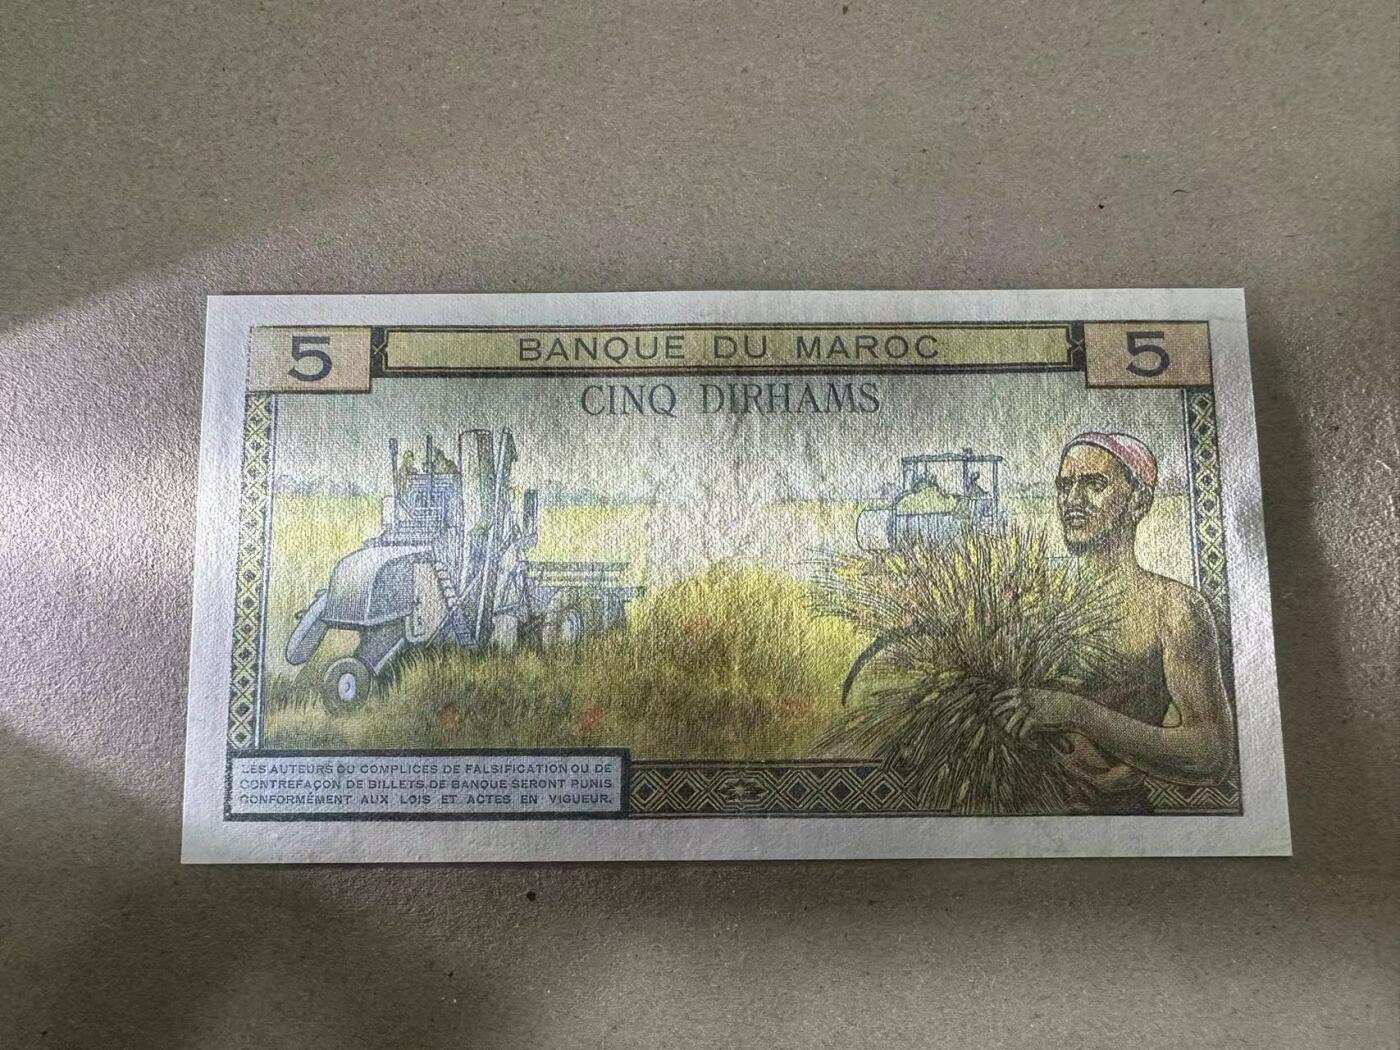 5 BANQUE DU MAROC 5
CINQ DIRHAMS
LES AUTEURS OU COMPLICES DE FALSIFICATION OU DE
CONTREFAÇON DE BILLETS DE BANQUE SERONT PUNIS
CONFORMÉMENT AUX LOIS ET ACTES EN VIGUEUR.